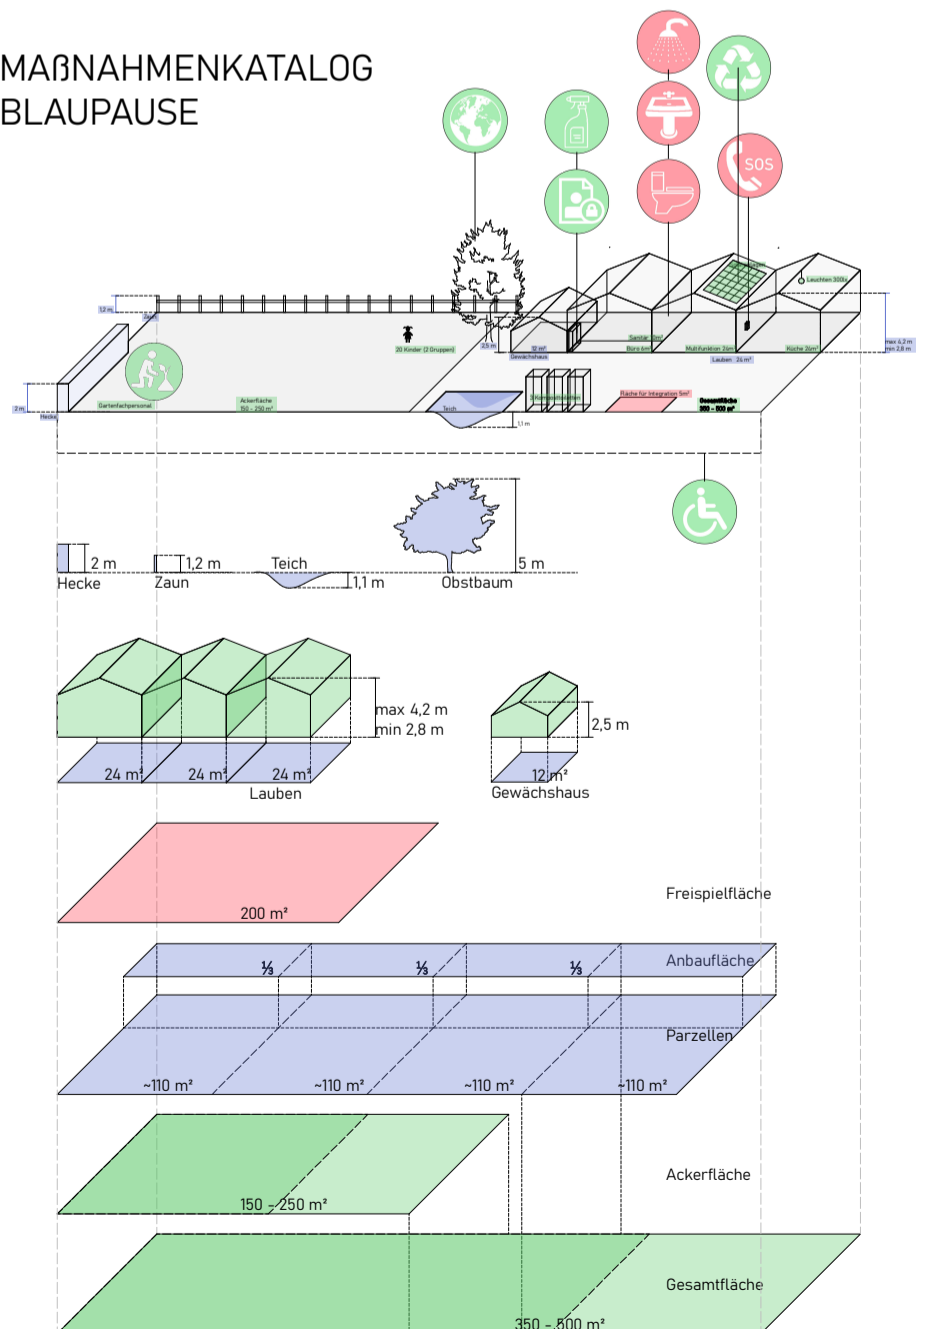 MAßNAHMENKATALOG
BLAUPAUSE
SOS
Leuchten 300lx
1,2 m
Zaun
20 Kinder (2 Gruppen)
2,5 m
12 m²
Gewächshaus
Büro 6m²
Multifunktion 24m²
Küche 24m²
Lauben 24 m²
max 4,2 m
min 2,8 m
2 m
Hecke
Gartenfachpersonal
Ackerfläche
150 - 250 m²
Teich
1,1 m
Fläche für Integration 5m²
Gesamtfläche
350 - 500 m²
2 m
Hecke
1,2 m
Zaun
Teich
1,1 m
Obstbaum
5 m
max 4,2 m
min 2,8 m
24 m²
24 m²
24 m²
Lauben
2,5 m
12 m²
Gewächshaus
200 m²
Freispielfläche
⅓
⅓
⅓
Anbaufläche
Parzellen
~110 m²
~110 m²
~110 m²
~110 m²
Ackerfläche
150 - 250 m²
Gesamtfläche
350 - 500 m²